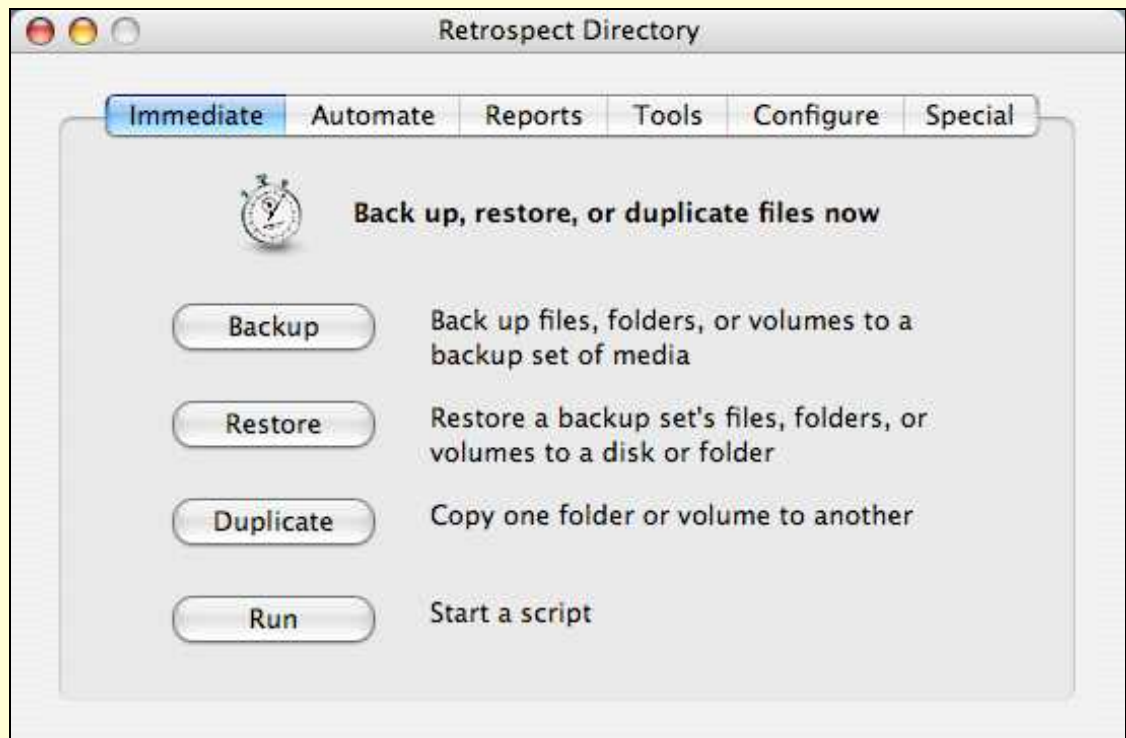 Retrospect Directory
Immediate Automate Reports Tools Configure Special
Back up, restore, or duplicate files now
Backup
Back up files, folders, or volumes to a
backup set of media
Restore
Restore a backup set's files, folders, or
volumes to a disk or folder
Duplicate
Copy one folder or volume to another
Run
Start a script